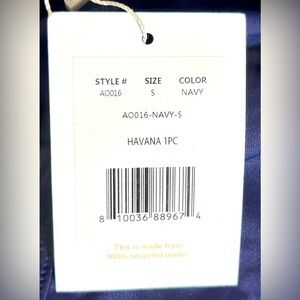 STYLE # SIZE COLOR
AO016 S NAVY
AO016-NAVY-S
HAVANA 1PC
8 10036 88967 4
This is made from
100% recycled paper.